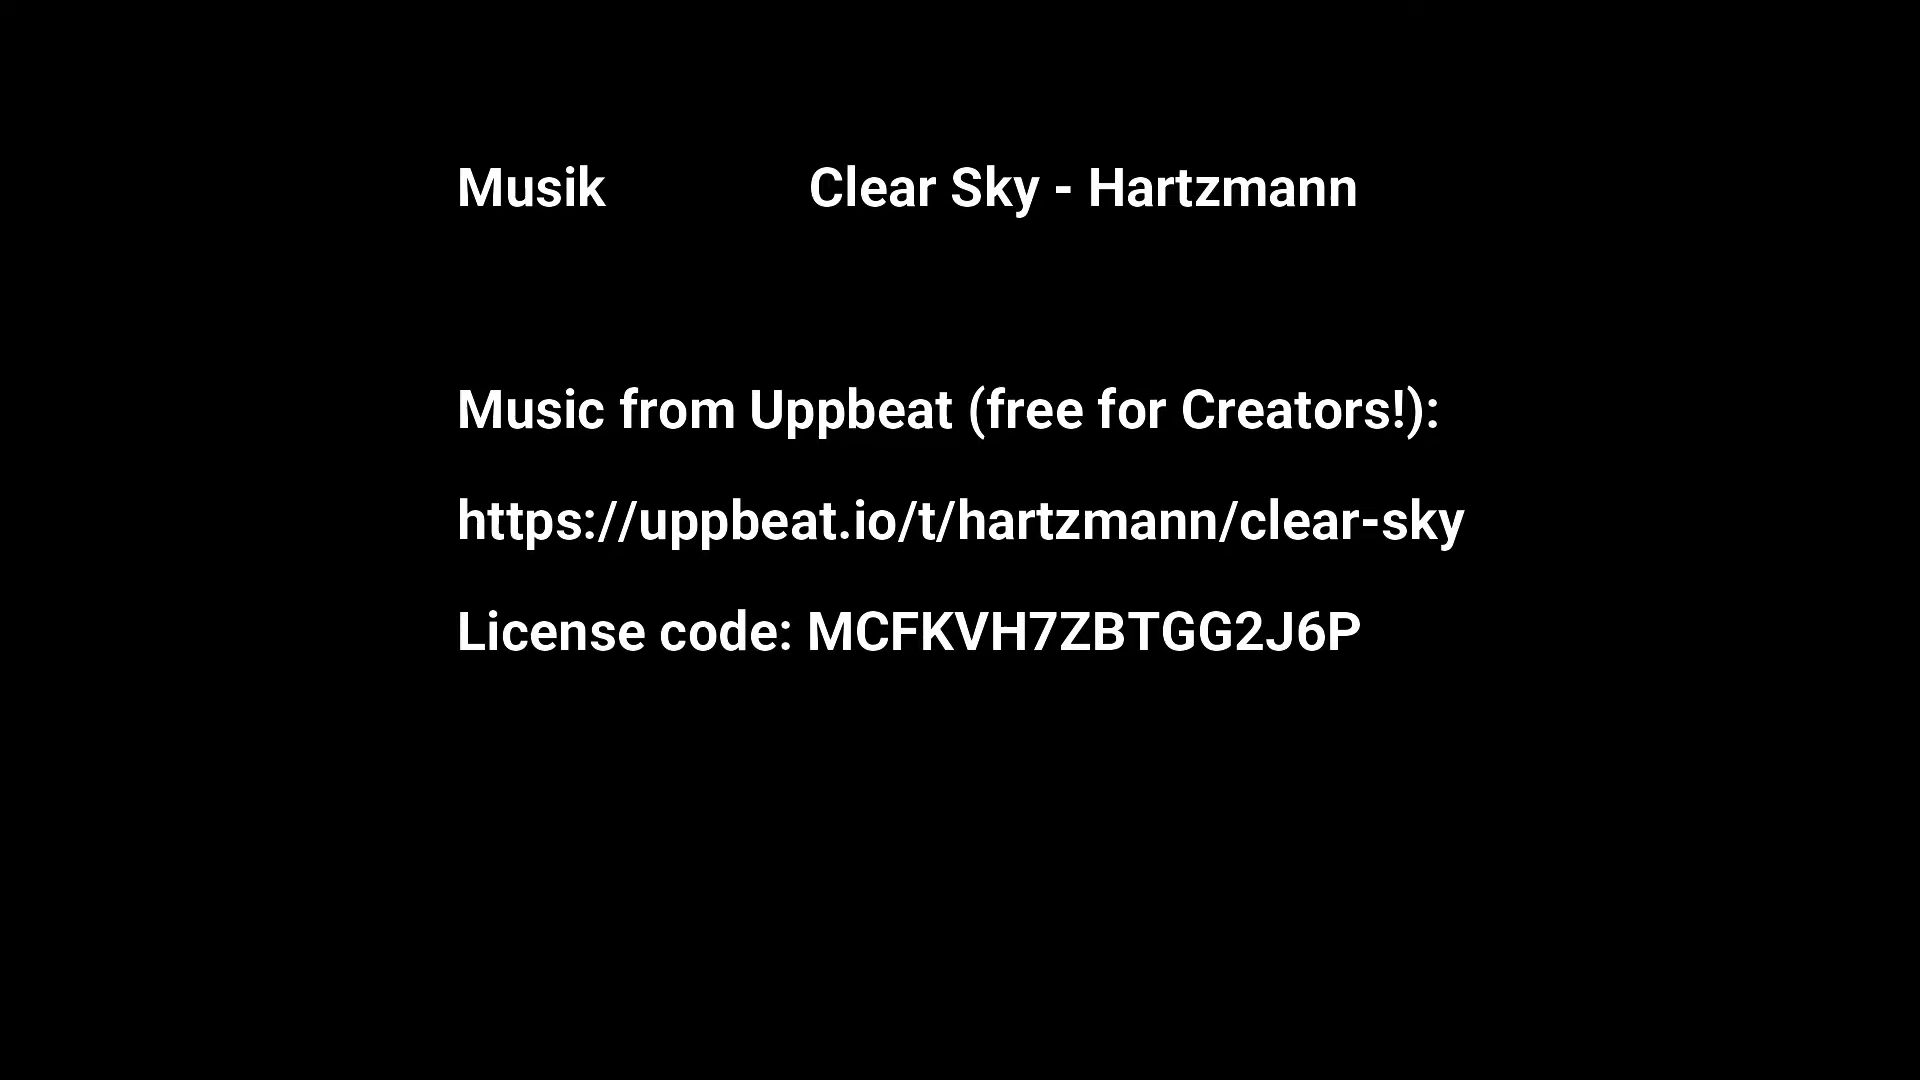 Musik Clear Sky - Hartzmann
Music from Uppbeat (free for Creators!):
https://uppbeat.io/t/hartzmann/clear-sky
License code: MCFKVH7ZBTGG2J6P